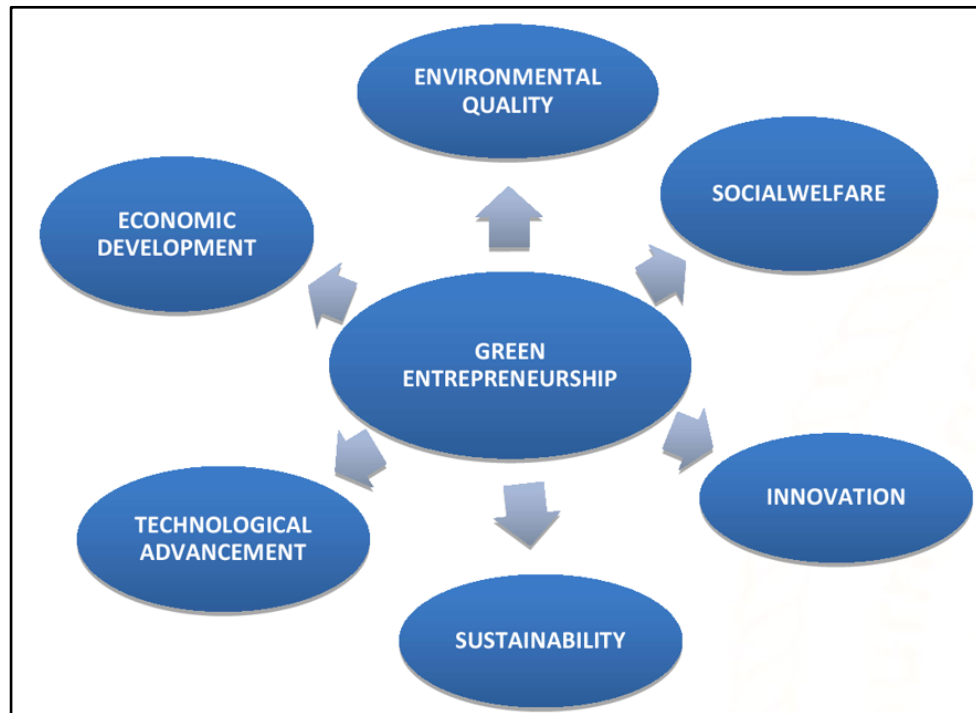 ENVIRONMENTAL
QUALITY
SOCIALWELFARE
ECONOMIC
DEVELOPMENT
GREEN
ENTREPRENEURSHIP
INNOVATION
TECHNOLOGICAL
ADVANCEMENT
SUSTAINABILITY